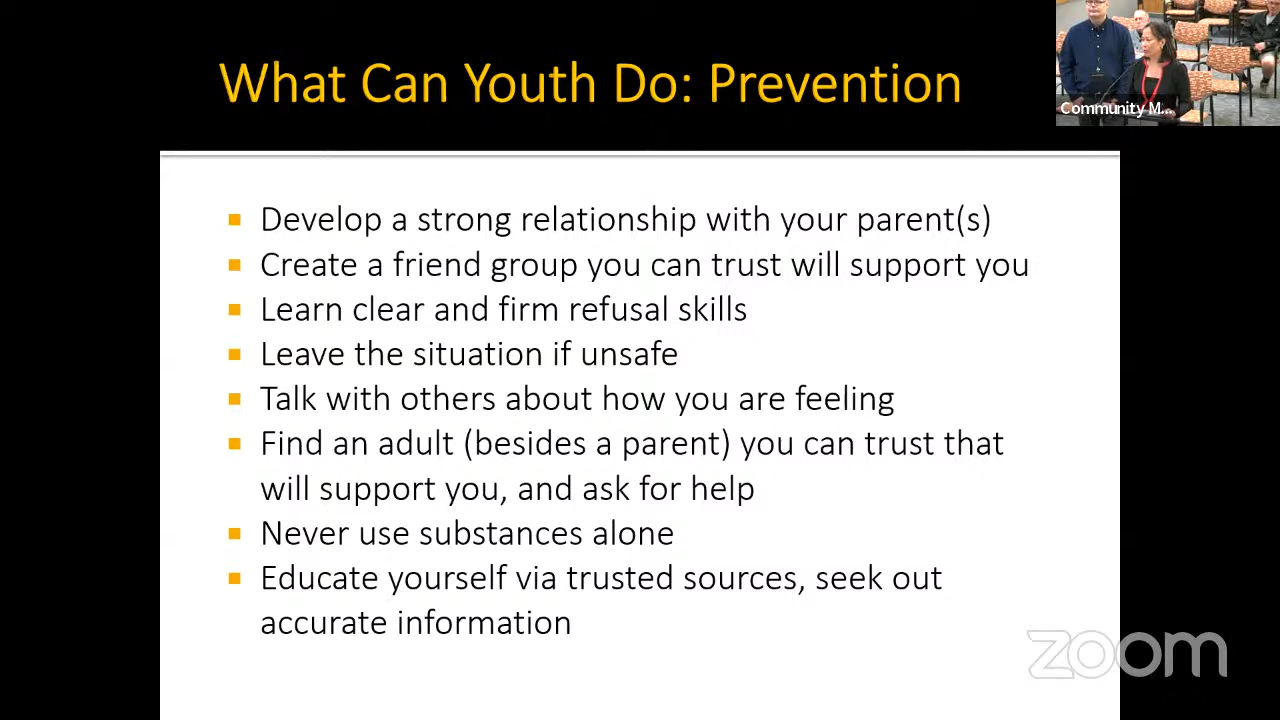 What Can Youth Do: Prevention
Community M...
Develop a strong relationship with your parent(s)
Create a friend group you can trust will support you
Learn clear and firm refusal skills
Leave the situation if unsafe
Talk with others about how you are feeling
Find an adult (besides a parent) you can trust that
will support you, and ask for help
Never use substances alone
Educate yourself via trusted sources, seek out
accurate information
zoom